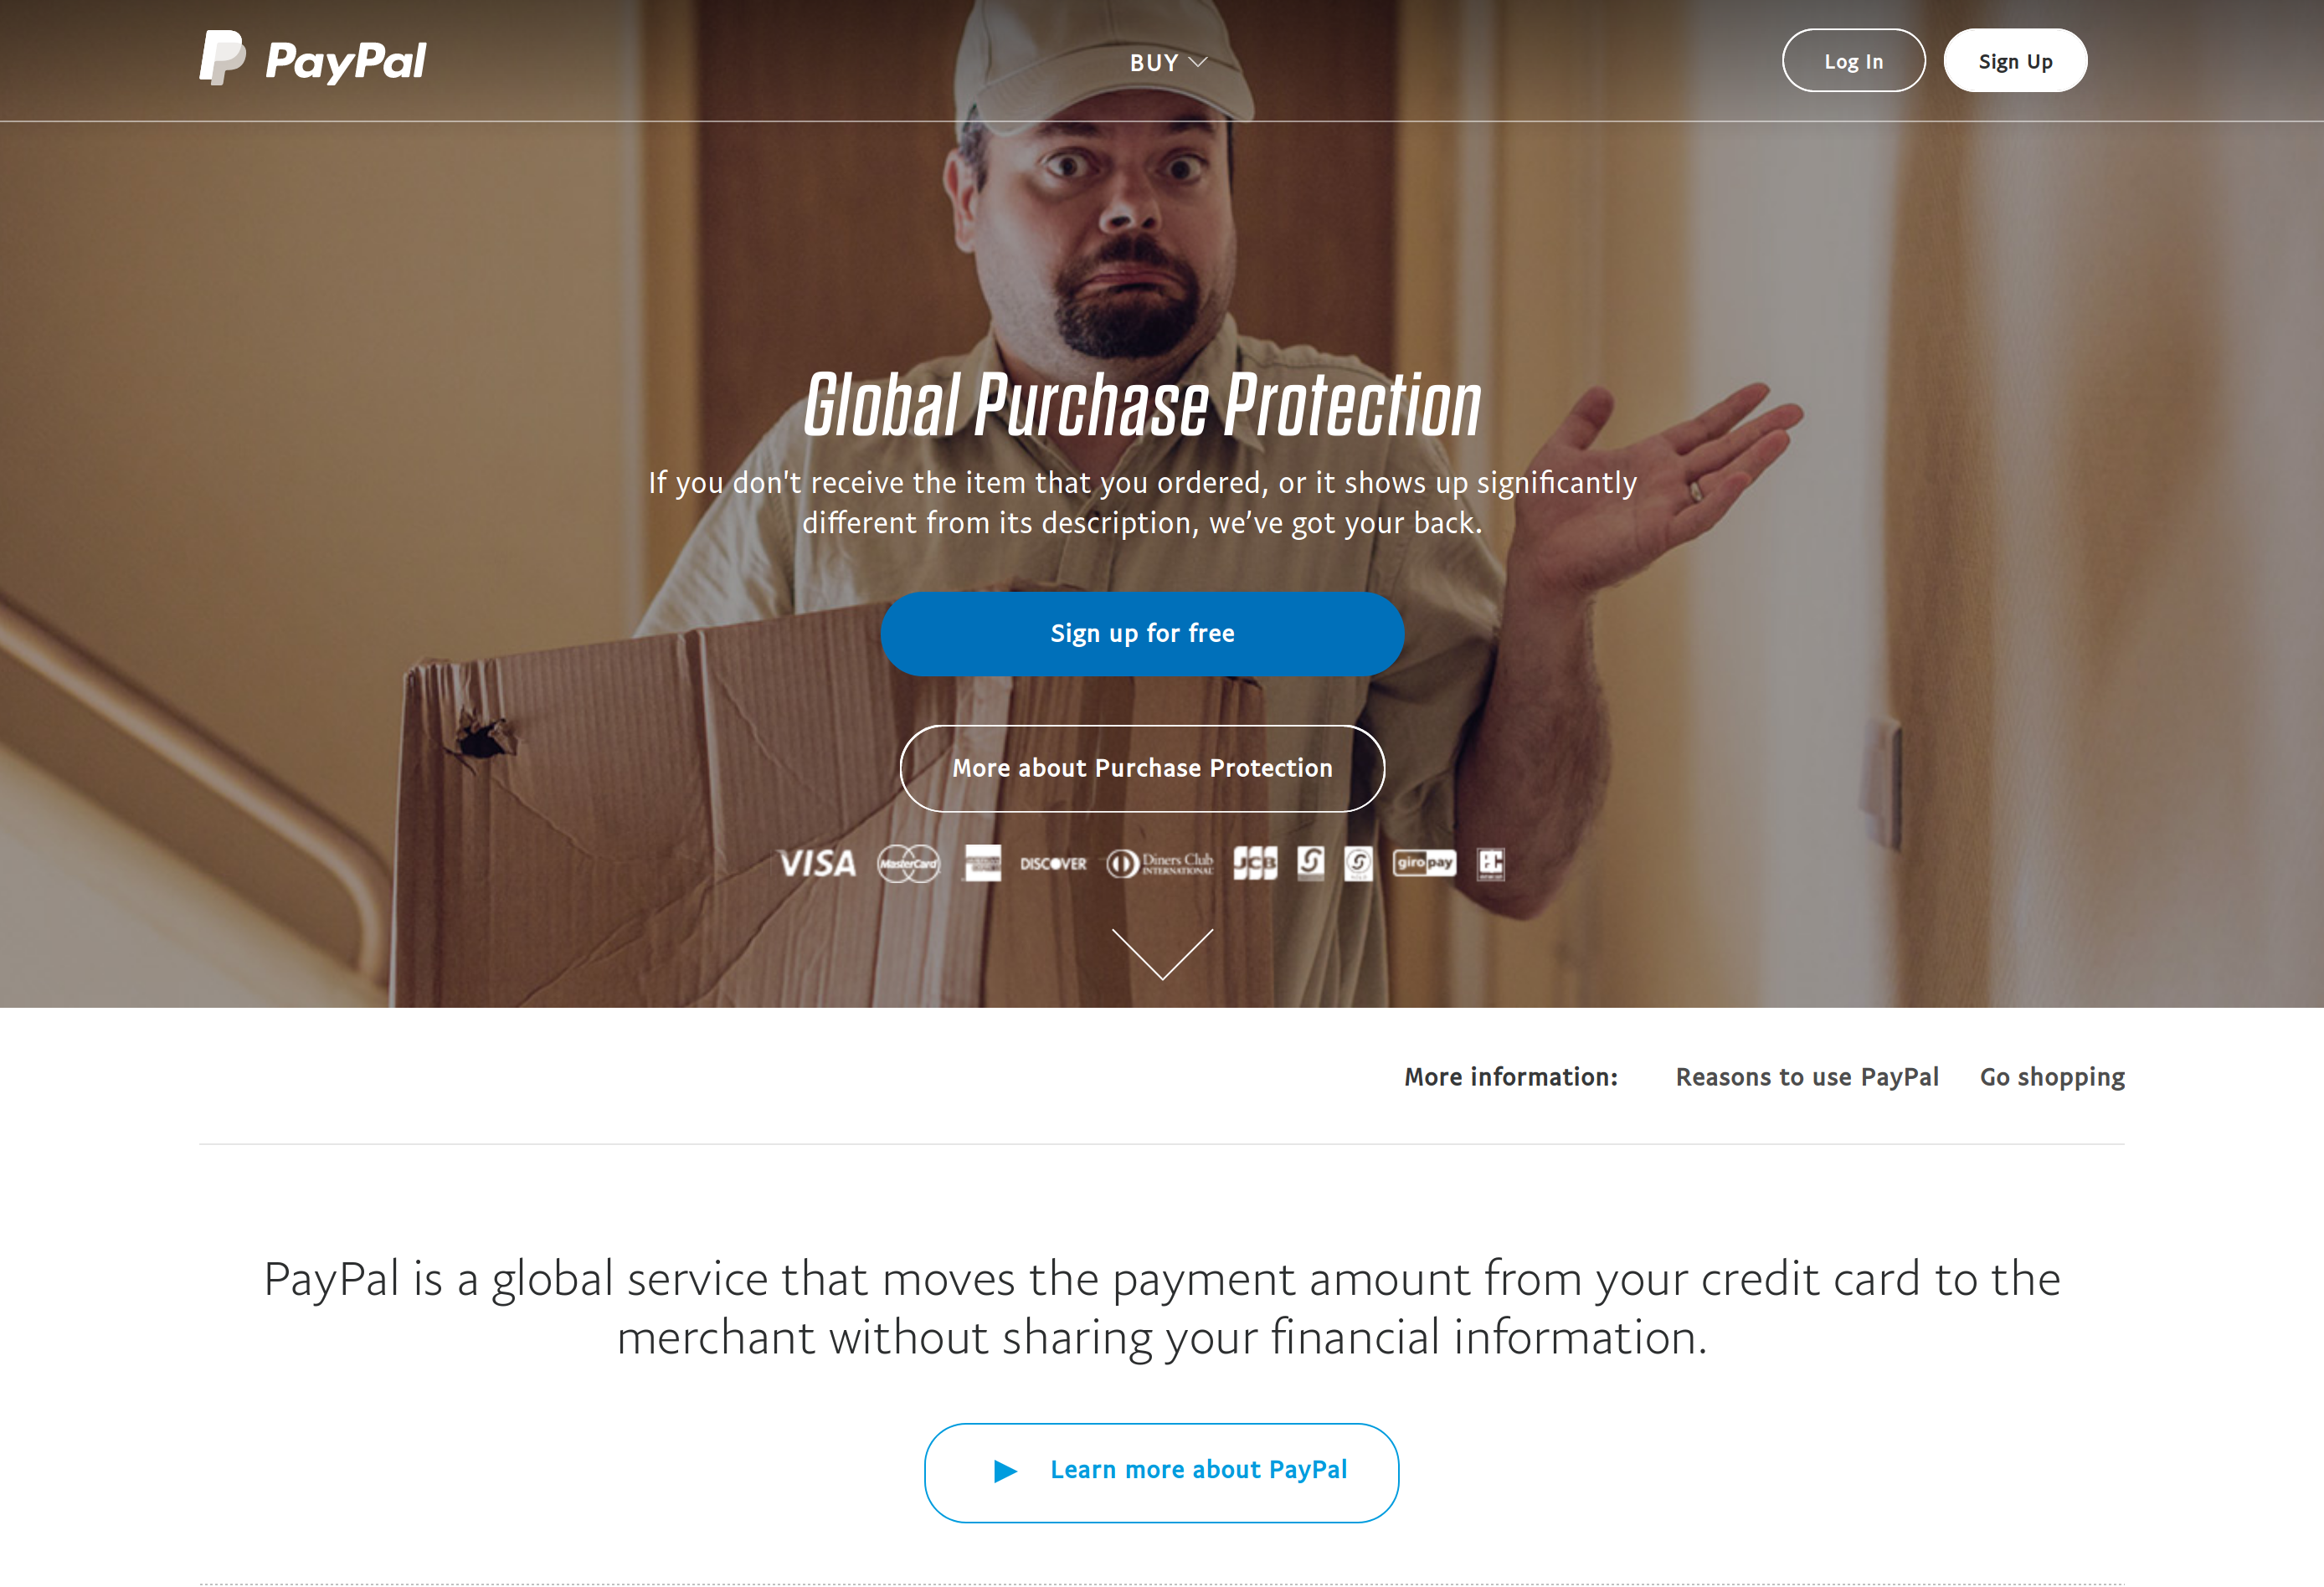 PayPal
BUY
Log In
Sign Up
Global Purchase Protection
If you don't receive the item that you ordered, or it shows up significantly
different from its description, we’ve got your back.
Sign up for free
More about Purchase Protection
VISA MasterCard DISCOVER Diners Club INTERNATIONAL JCB giro pay
More information: Reasons to use PayPal Go shopping
PayPal is a global service that moves the payment amount from your credit card to the
merchant without sharing your financial information.
Learn more about PayPal